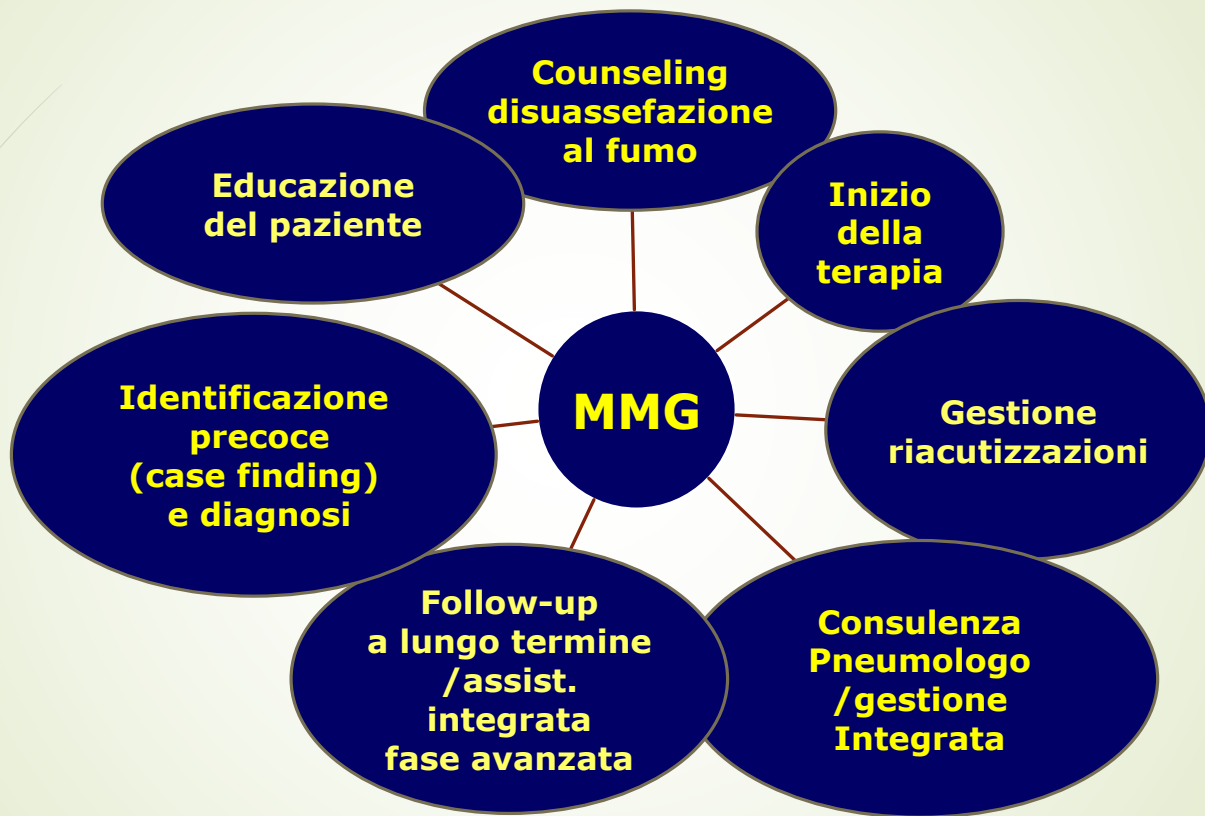 Counseling
disuassefazione
al fumo
Educazione
del paziente
Inizio
della
terapia
MMG
Identificazione
precoce
(case finding)
e diagnosi
Gestione
riacutizzazioni
Follow-up
a lungo termine
/assist.
integrata
fase avanzata
Consulenza
Pneumologo
/gestione
Integrata